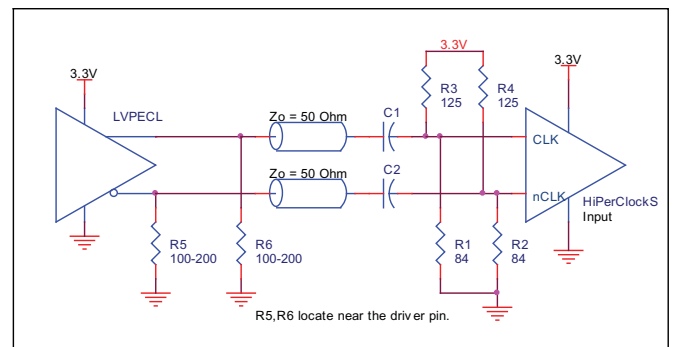 3.3V
LVPECL
Zo = 50 Ohm
C1
3.3V
R3
125
R4
125
3.3V
CLK
Zo = 50 Ohm
C2
nCLK
HiPerClockS
Input
R5
100-200
R6
100-200
R1
84
R2
84
R5,R6 locate near the driver pin.